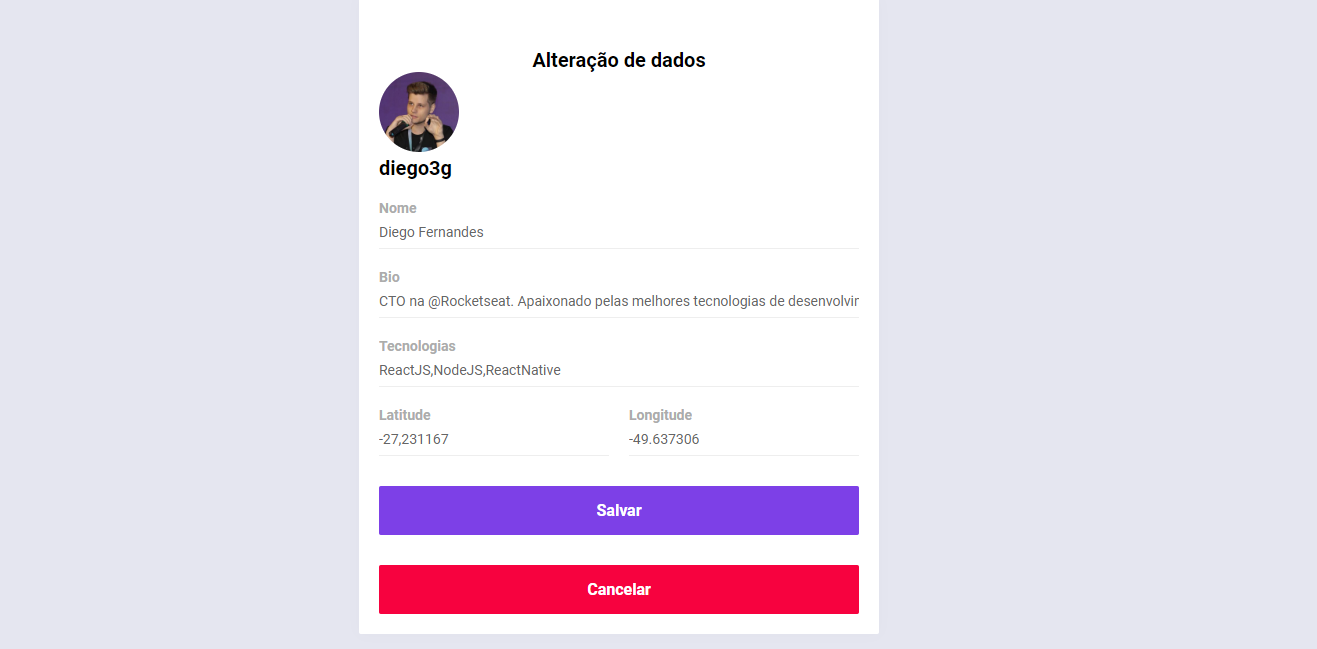 Alteração de dados
diego3g
Nome
Diego Fernandes
Bio
CTO na @Rocketseat. Apaixonado pelas melhores tecnologias de desenvolvir
Tecnologias
ReactJS,NodeJS,ReactNative
Latitude
Longitude
-27,231167
-49.637306
Salvar
Cancelar